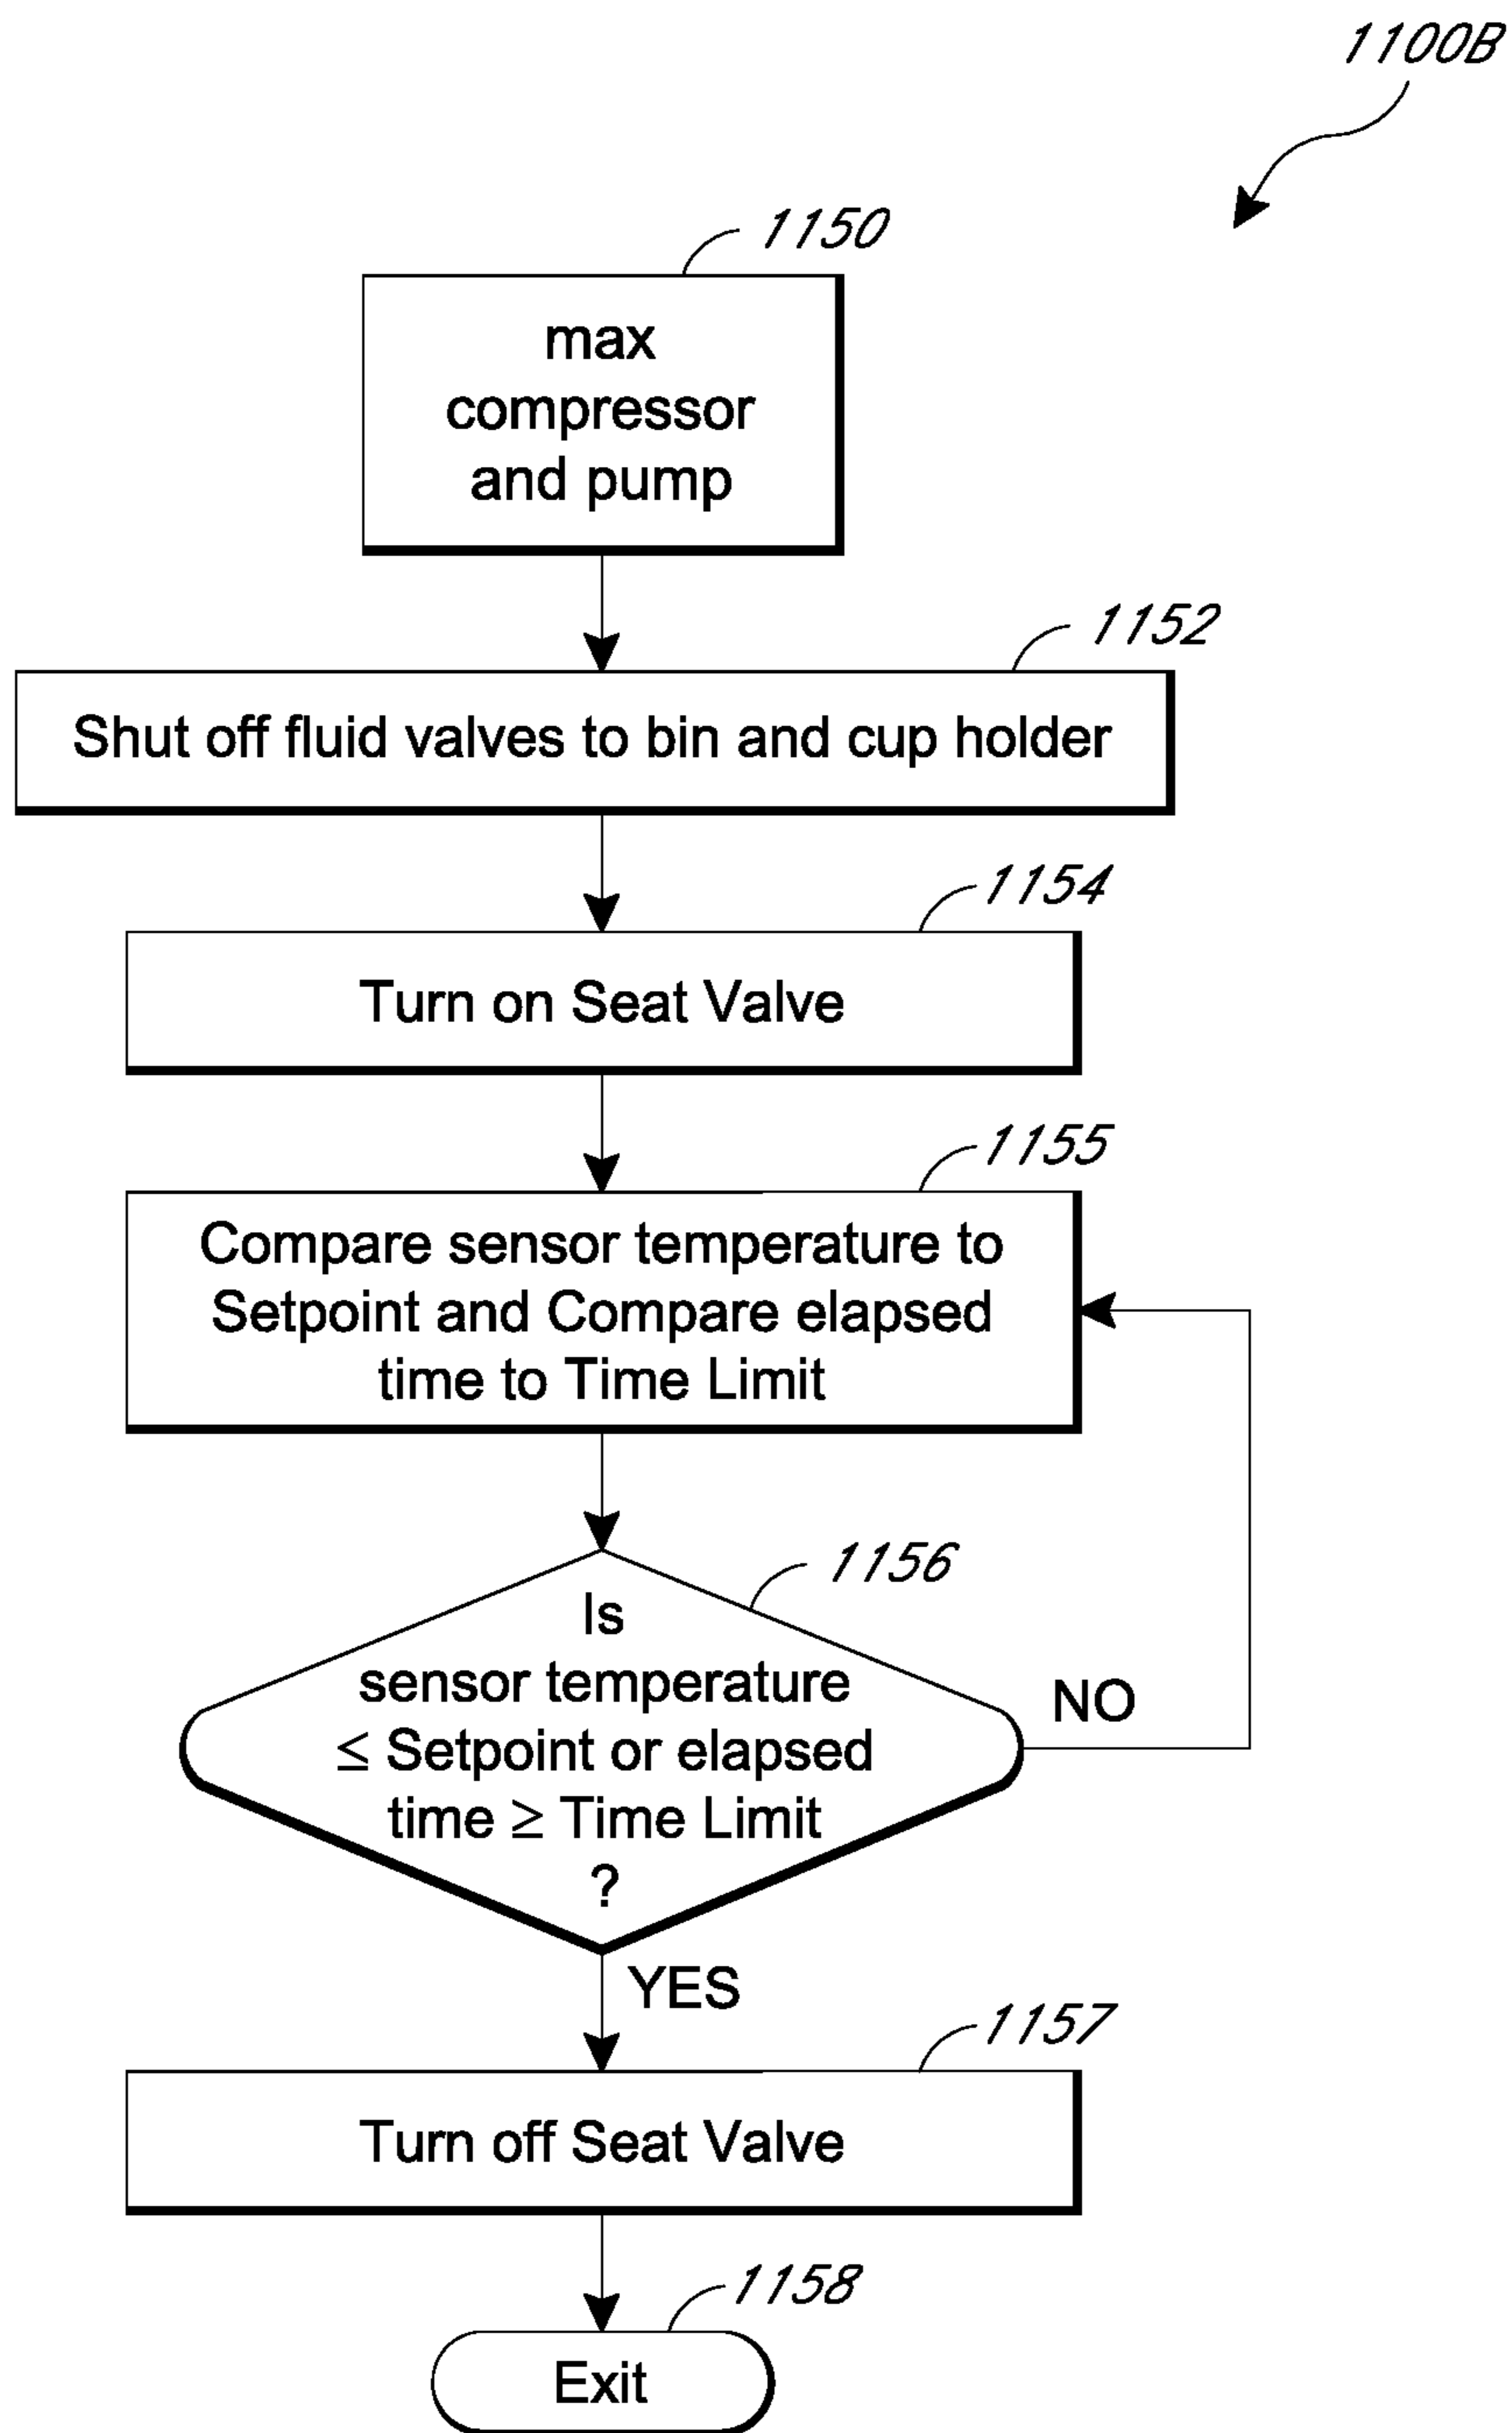 1100B
1150
max
compressor
and pump
1152
Shut off fluid valves to bin and cup holder
1154
Turn on Seat Valve
1155
Compare sensor temperature to
Setpoint and Compare elapsed
time to Time Limit
1156
Is
sensor temperature
≤ Setpoint or elapsed
time ≥ Time Limit
?
NO
YES
1157
Turn off Seat Valve
1158
Exit